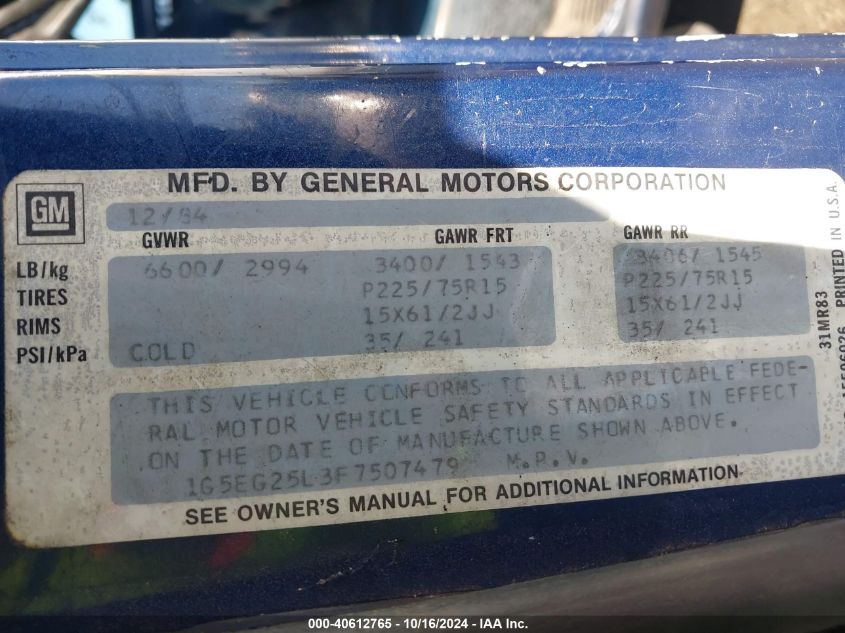 MFD. BY GENERAL MOTORS CORPORATION
GM
12/84
GVWR GAWR FRT GAWR RR
LB/kg 6600/ 2994 3400/ 1543 3406/ 1545
TIRES P225/75R15 P225/75R15
RIMS 15X61/2JJ 15X61/2JJ
PSI/kPa COLD 35/ 241 35/ 241
THIS VEHICLE CONFORMS TO ALL APPLICABLE FEDE-
RAL MOTOR VEHICLE SAFETY STANDARDS IN EFFECT
ON THE DATE OF MANUFACTURE SHOWN ABOVE.
1G5EG25L3F7507479 M.P.V.
SEE OWNER'S MANUAL FOR ADDITIONAL INFORMATION
31MR83
PRINTED IN U.S.A.
000-40612765 - 10/16/2024 - IAA Inc.